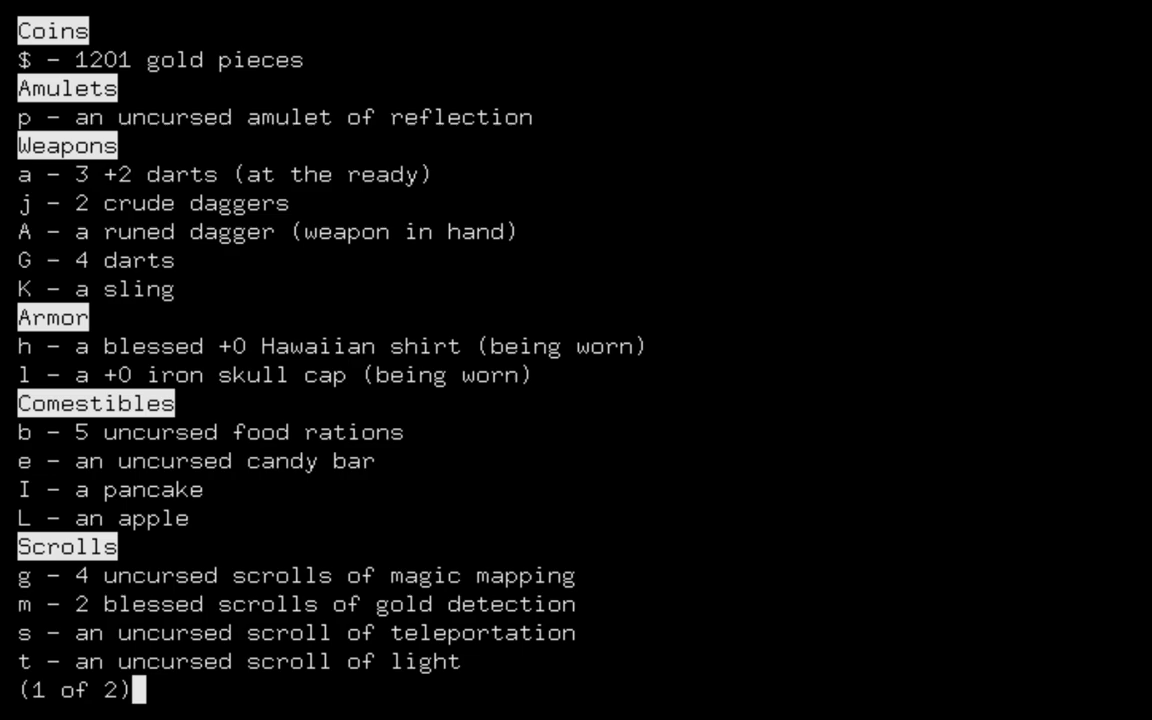 Coins
$ - 1201 gold pieces
Amulets
p - an uncursed amulet of reflection
Weapons
a - 3 +2 darts (at the ready)
j - 2 crude daggers
A - a runed dagger (weapon in hand)
G - 4 darts
K - a sling
Armor
h - a blessed +0 Hawaiian shirt (being worn)
l - a +0 iron skull cap (being worn)
Comestibles
b - 5 uncursed food rations
e - an uncursed candy bar
I - a pancake
L - an apple
Scrolls
g - 4 uncursed scrolls of magic mapping
m - 2 blessed scrolls of gold detection
s - an uncursed scroll of teleportation
t - an uncursed scroll of light
(1 of 2)